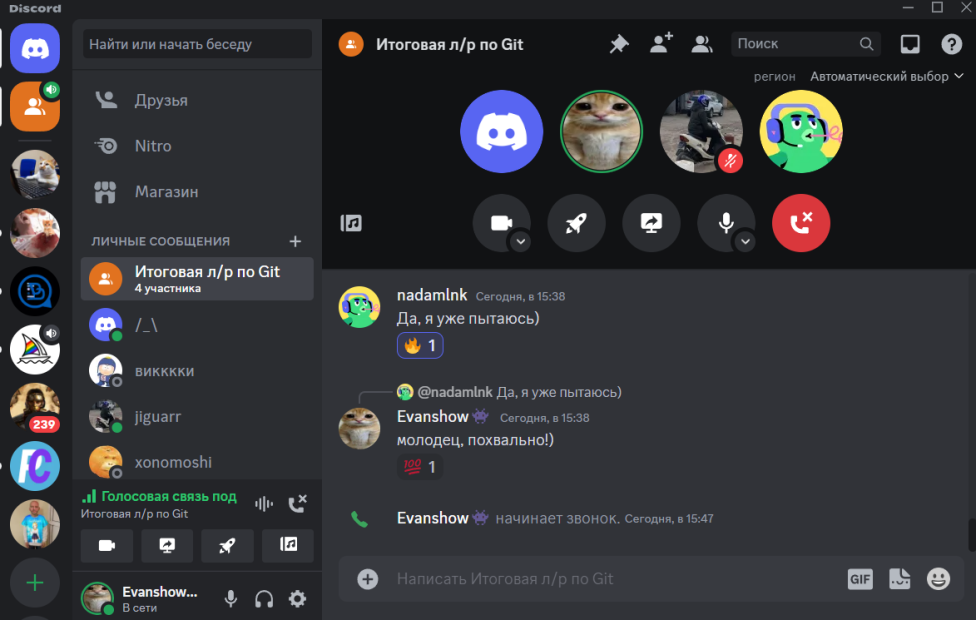 Discord
Найти или начать беседу
Итоговая л/р по Git
Поиск
регион Автоматический выбор
Друзья
Nitro
Магазин
ЛИЧНЫЕ СООБЩЕНИЯ
Итоговая л/р по Git
4 участника
/_\
викккки
jiguarr
xonomoshi
239
Голосовая связь под
Итоговая л/р по Git
Evanshow...
В сети
nadamlnk Сегодня, в 15:38
Да, я уже пытаюсь)
🔥 1
@nadamlnk Да, я уже пытаюсь)
Evanshow👾 Сегодня, в 15:38
молодец, похвально!)
💯 1
Evanshow👾 начинает звонок. Сегодня, в 15:47
Написать Итоговая л/р по Git
GIF